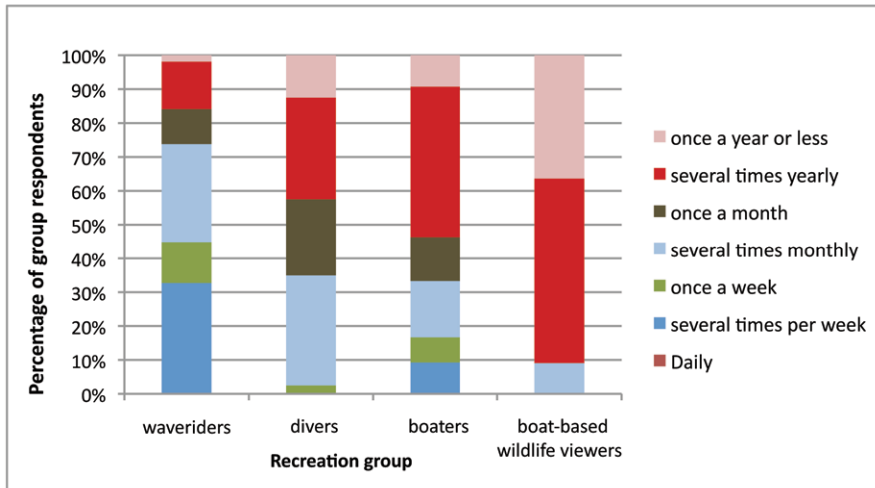 Percentage of group respondents
100%
90%
80%
70%
60%
50%
40%
30%
20%
10%
0%
waveriders
divers
boaters
boat-based
wildlife viewers
Recreation group
once a year or less
several times yearly
once a month
several times monthly
once a week
several times per week
Daily